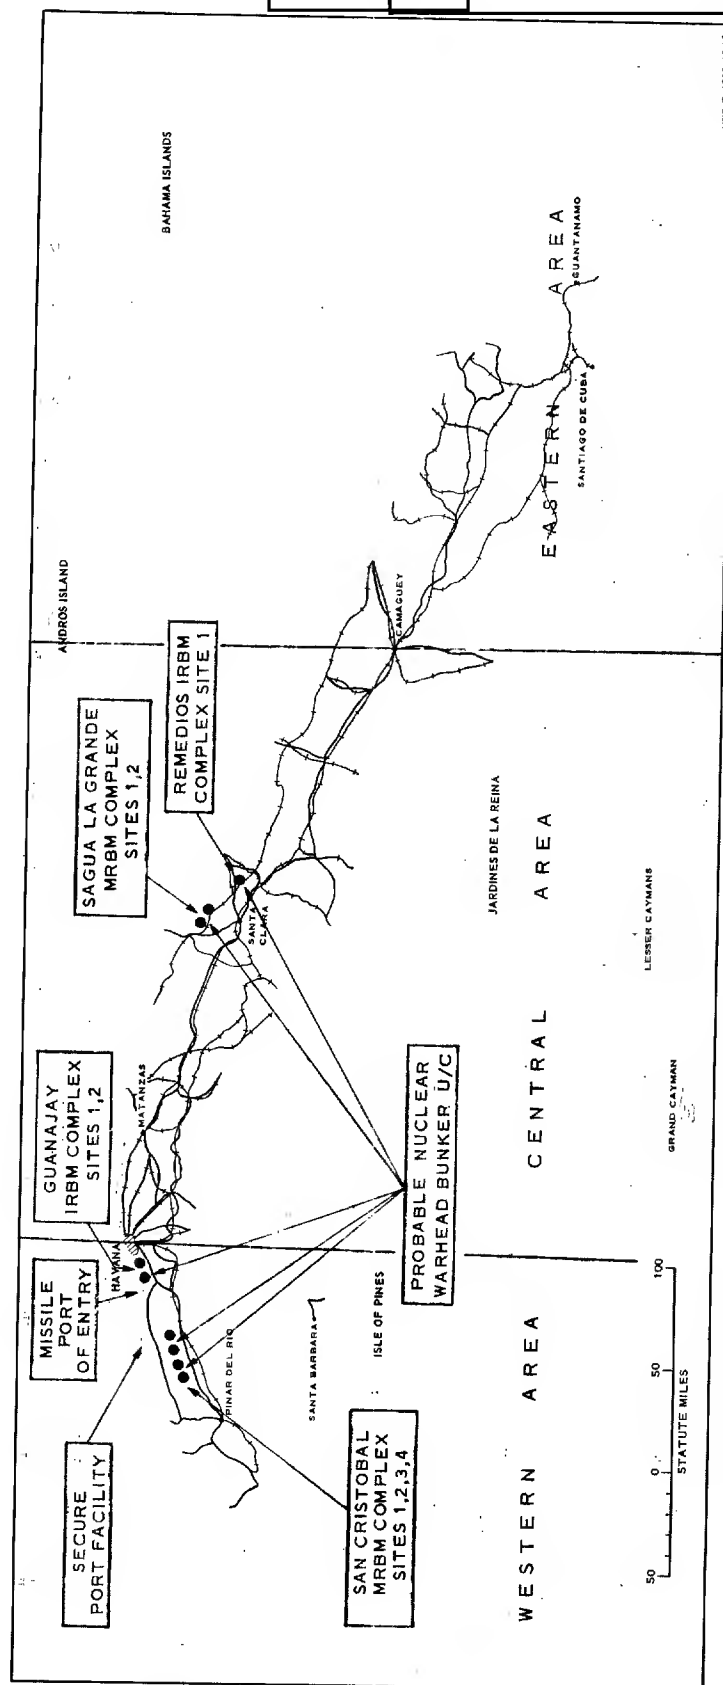 SECURE
PORT FACILITY
MISSILE
PORT
OF ENTRY
GUANAJAY
IRBM COMPLEX
SITES 1,2
SAGUA LA GRANDE
MRBM COMPLEX
SITES 1,2
REMEDIOS IRBM
COMPLEX SITE 1
ANDROS ISLAND
BAHAMA ISLANDS
HAVANA
MATANZAS
SANTA
CLARA
PINAR DEL RIO
SANTA BARBARA
ISLE OF PINES
CAMAGUEY
SAN CRISTOBAL
MRBM COMPLEX
SITES 1,2,3,4
PROBABLE NUCLEAR
WARHEAD BUNKER U/C
JARDINES DE LA REINA
EASTERN AREA
SANTIAGO DE CUBA
GUANTANAMO
WESTERN AREA
CENTRAL AREA
GRAND CAYMAN
LESSER CAYMANS
50 0 50 100
STATUTE MILES